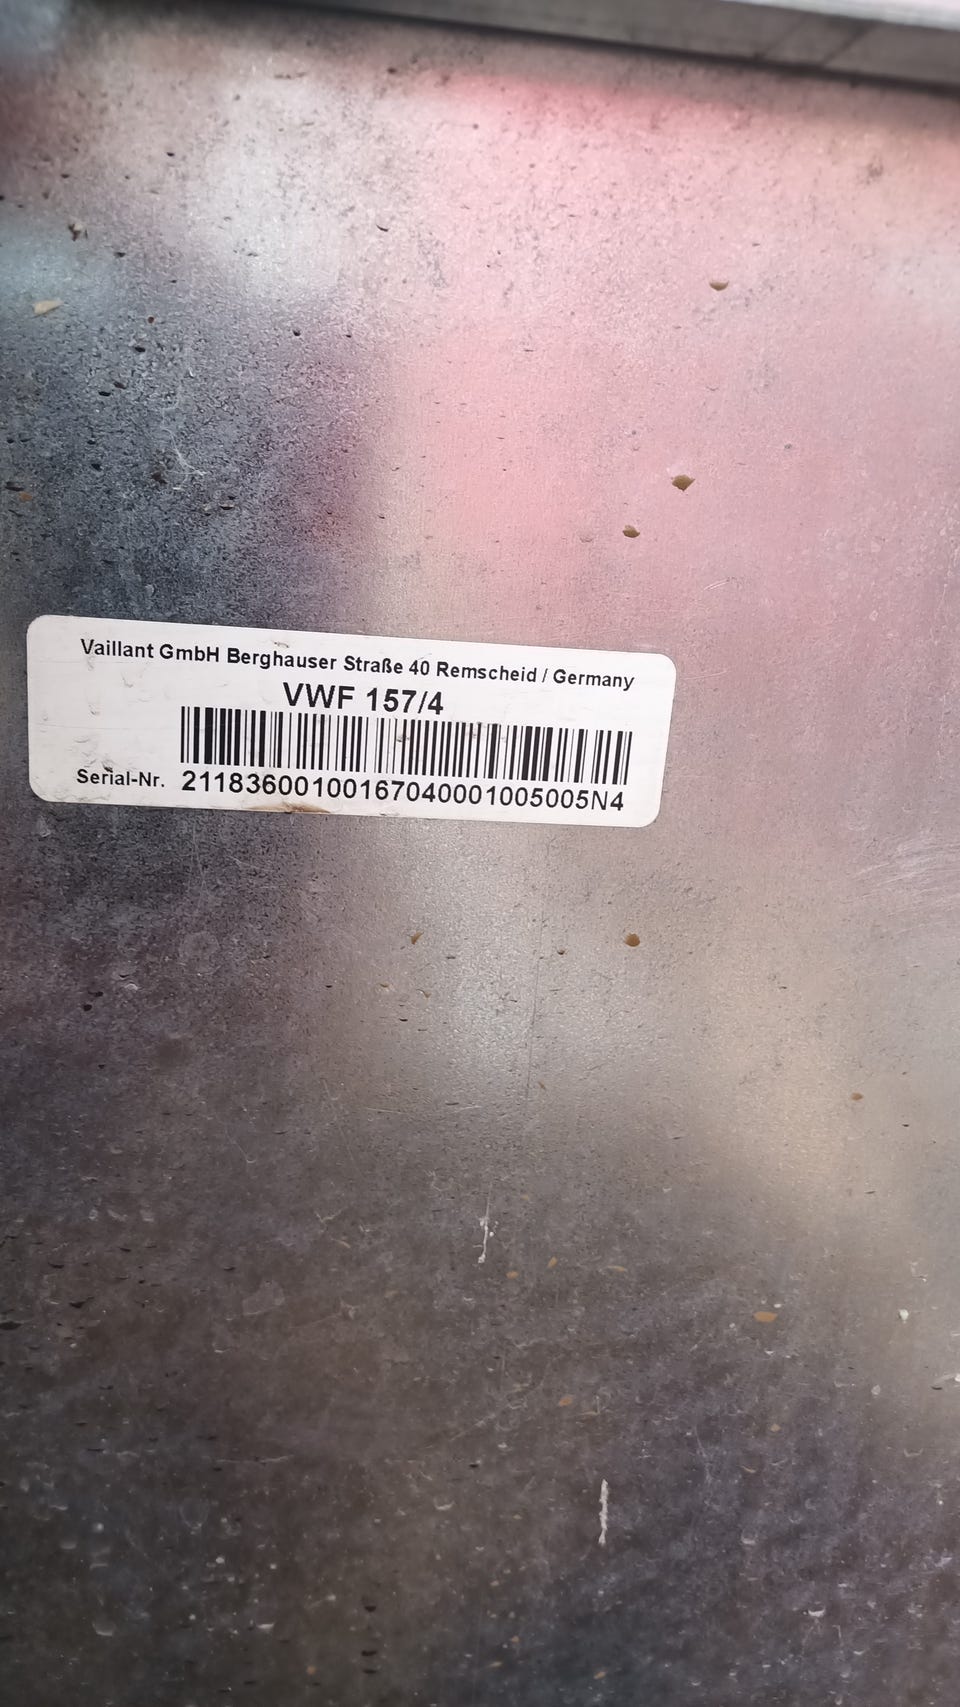 Vaillant GmbH Berghauser Straße 40 Remscheid / Germany
VWF 157/4
Serial-Nr. 21183600100167040001005005N4